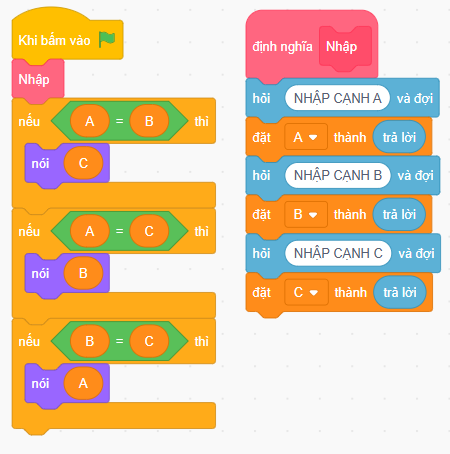 Khi bấm vào
Nhập
nếu A = B thì
nói C
nếu A = C thì
nói B
nếu B = C thì
nói A
định nghĩa Nhập
hỏi NHẬP CẠNH A và đợi
đặt A thành trả lời
hỏi NHẬP CẠNH B và đợi
đặt B thành trả lời
hỏi NHẬP CẠNH C và đợi
đặt C thành trả lời